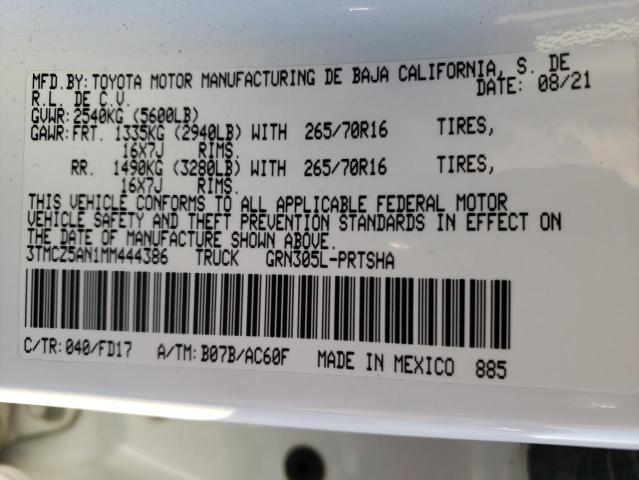 MFD.BY: TOYOTA MOTOR MANUFACTURING DE BAJA CALIFORNIA, S. DE
R.L. DE C.V. DATE: 08/21
GVWR: 2540KG (5600LB)
GAWR: FRT. 1335KG (2940LB) WITH 265/70R16 TIRES,
16X7J RIMS.
RR. 1490KG (3280LB) WITH 265/70R16 TIRES,
16X7J RIMS.
THIS VEHICLE CONFORMS TO ALL APPLICABLE FEDERAL MOTOR
VEHICLE SAFETY AND THEFT PREVENTION STANDARDS IN EFFECT ON
THE DATE OF MANUFACTURE SHOWN ABOVE.
3TMCZ5AN1MM444386 TRUCK GRN305L-PRTSHA
C/TR: 040/FD17 A/TM: B07B/AC60F MADE IN MEXICO 885